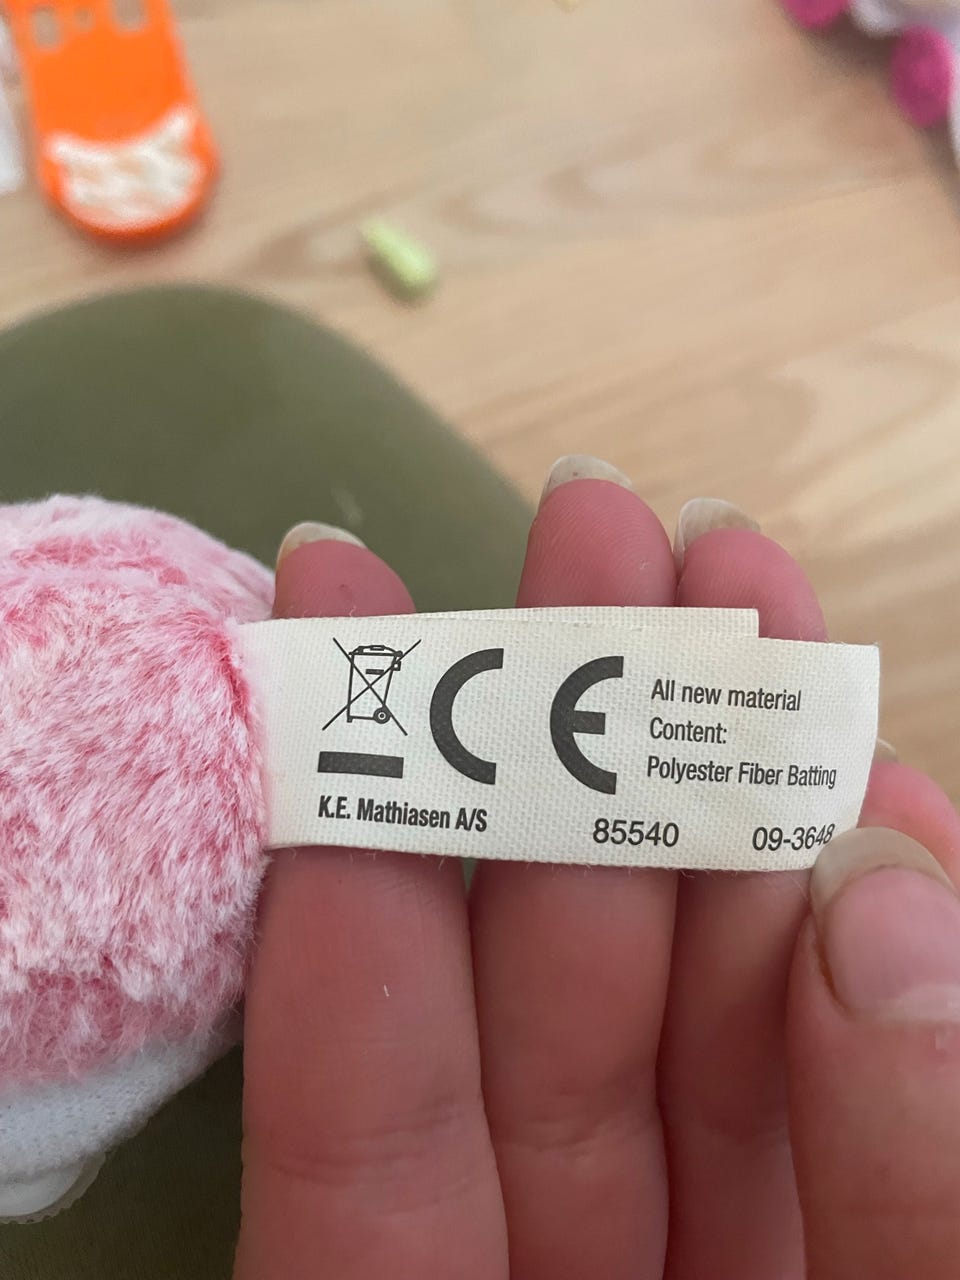 CE
All new material
Content:
Polyester Fiber Batting
K.E. Mathiasen A/S
85540
09-3648